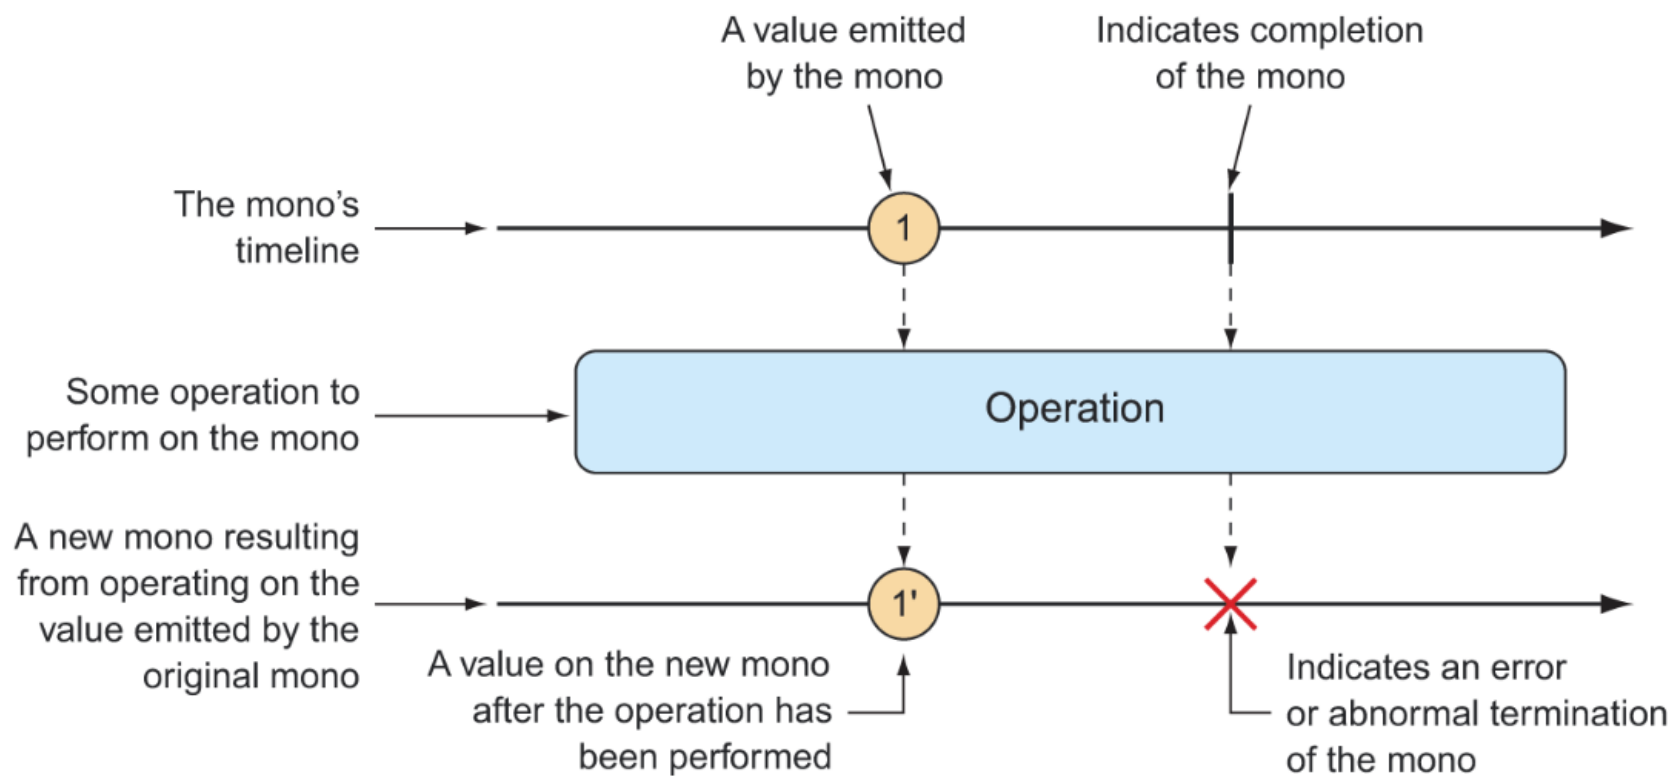 A value emitted
by the mono
Indicates completion
of the mono
The mono’s
timeline
1
Some operation to
perform on the mono
Operation
A new mono resulting
from operating on the
value emitted by the
original mono
1'
A value on the new mono
after the operation has
been performed
Indicates an error
or abnormal termination
of the mono